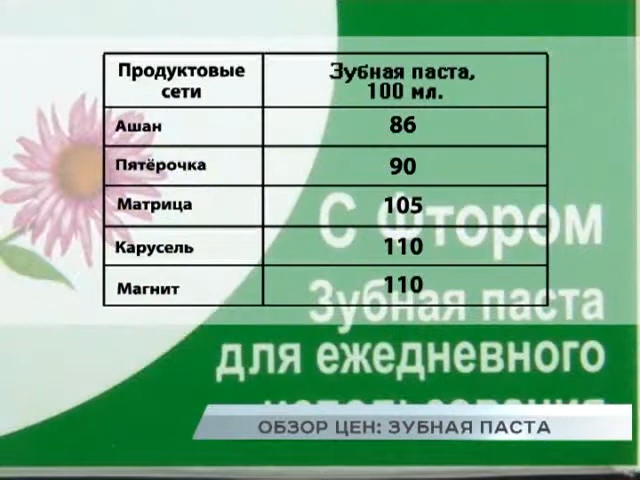 Продуктовые сети
Зубная паста, 100 мл.
Ашан 86
Пятёрочка 90
Матрица 105
Карусель 110
Магнит 110
С Фтором
Зубная паста
для ежедневного
ОБЗОР ЦЕН: ЗУБНАЯ ПАСТА